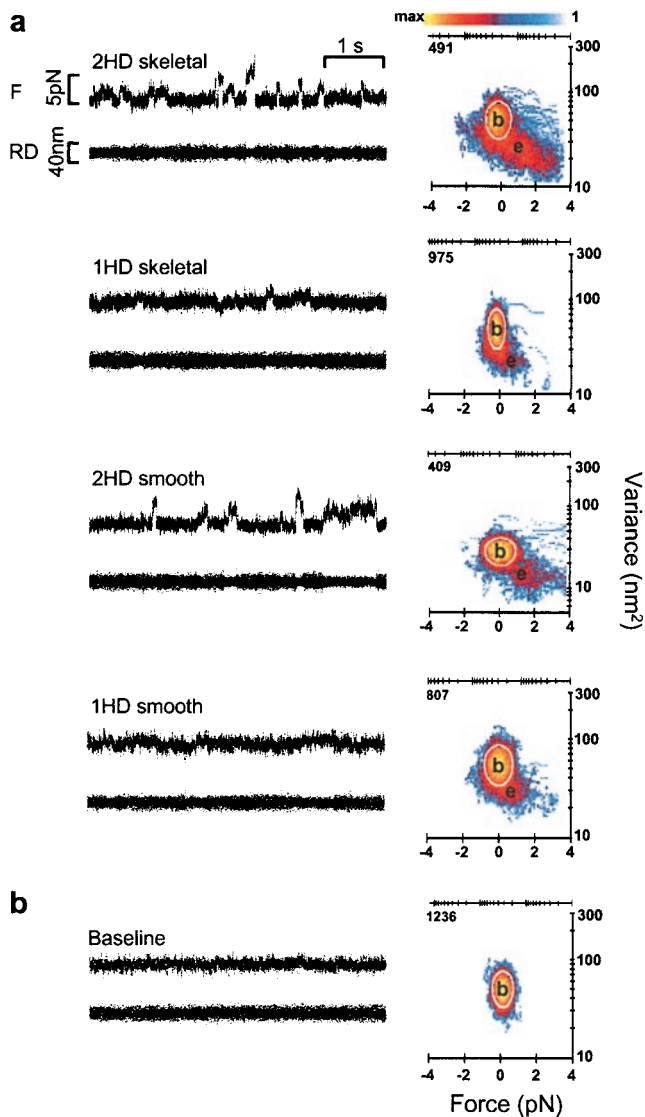 a
max 1
2HD skeletal
1 s
F
5pN
RD
40nm
491
300
100
10
b
e
-4 -2 0 2 4
1HD skeletal
975
300
100
10
b
e
-4 -2 0 2 4
2HD smooth
409
300
100
10
b
e
-4 -2 0 2 4
Variance (nm²)
1HD smooth
807
300
100
10
b
e
-4 -2 0 2 4
b
Baseline
1236
300
100
10
b
-4 -2 0 2 4
Force (pN)